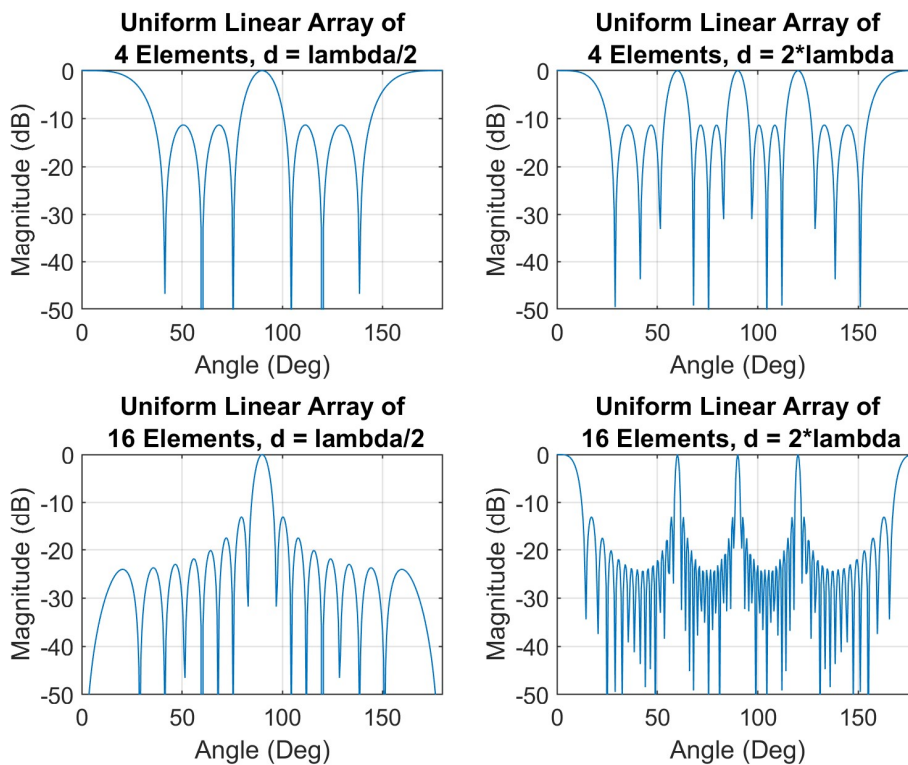 Uniform Linear Array of
4 Elements, d = lambda/2
0
-10
-20
-30
-40
-50
Magnitude (dB)
0 50 100 150
Angle (Deg)
Uniform Linear Array of
4 Elements, d = 2*lambda
0
-10
-20
-30
-40
-50
Magnitude (dB)
0 50 100 150
Angle (Deg)
Uniform Linear Array of
16 Elements, d = lambda/2
0
-10
-20
-30
-40
-50
Magnitude (dB)
0 50 100 150
Angle (Deg)
Uniform Linear Array of
16 Elements, d = 2*lambda
0
-10
-20
-30
-40
-50
Magnitude (dB)
0 50 100 150
Angle (Deg)